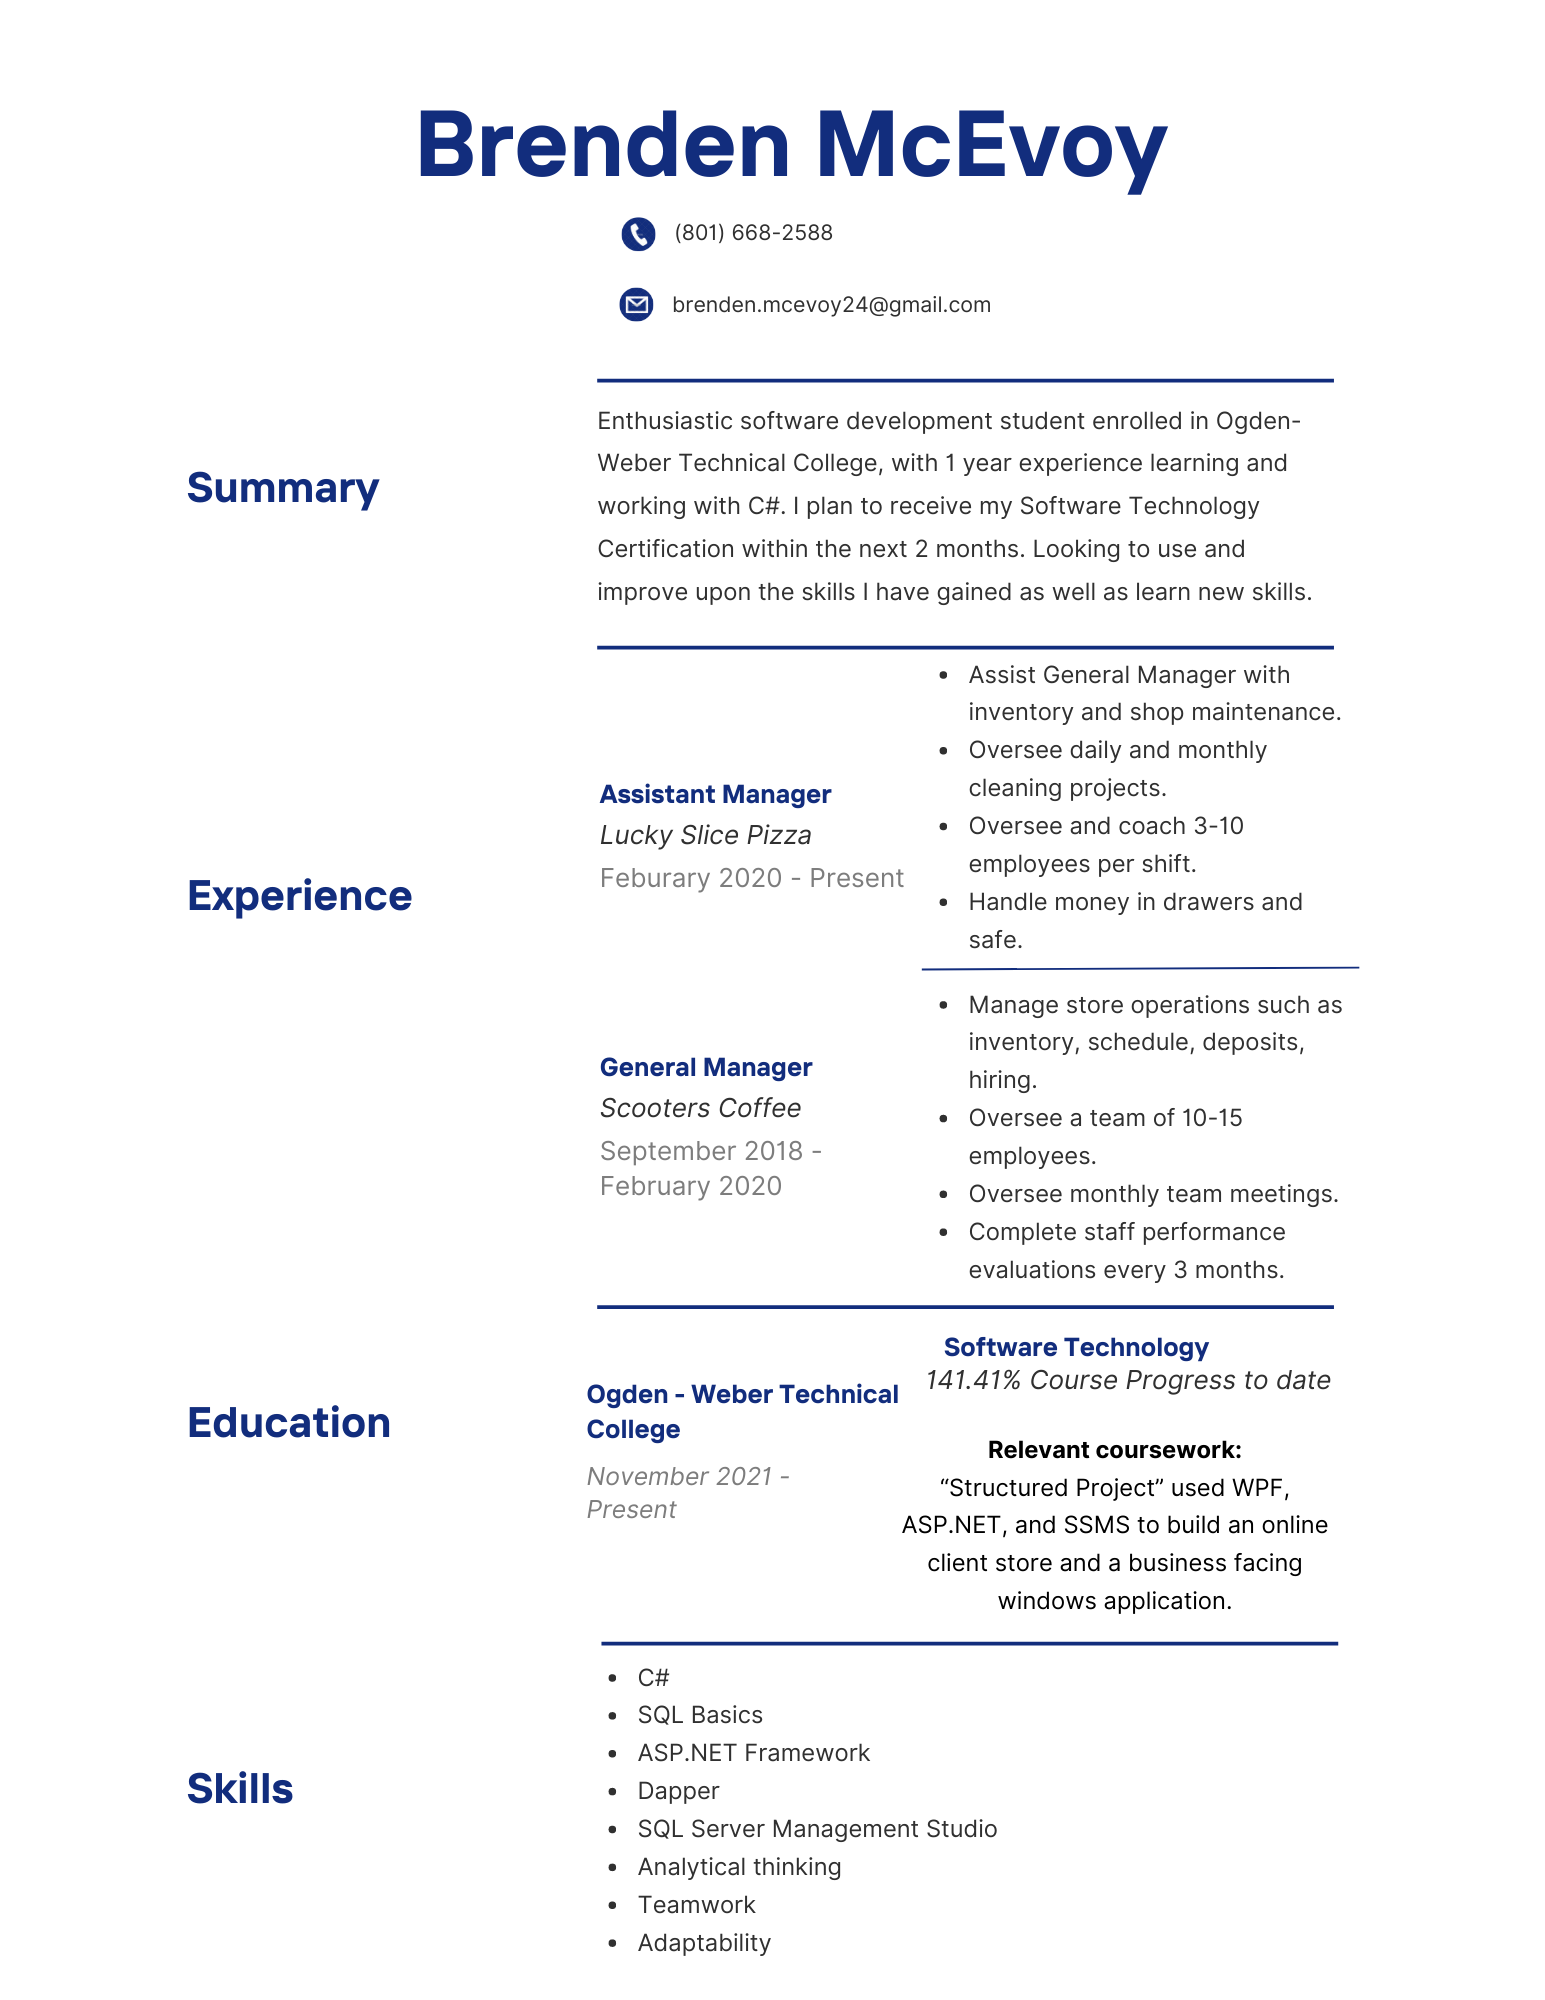 Brenden McEvoy
(801) 668-2588
brenden.mcevoy24@gmail.com
Summary
Enthusiastic software development student enrolled in Ogden-
Weber Technical College, with 1 year experience learning and
working with C#. I plan to receive my Software Technology
Certification within the next 2 months. Looking to use and
improve upon the skills I have gained as well as learn new skills.
Experience
Assistant Manager
Lucky Slice Pizza
Feburary 2020 - Present
• Assist General Manager with
inventory and shop maintenance.
• Oversee daily and monthly
cleaning projects.
• Oversee and coach 3-10
employees per shift.
• Handle money in drawers and
safe.
General Manager
Scooters Coffee
September 2018 -
February 2020
• Manage store operations such as
inventory, schedule, deposits,
hiring.
• Oversee a team of 10-15
employees.
• Oversee monthly team meetings.
• Complete staff performance
evaluations every 3 months.
Education
Ogden - Weber Technical
College
November 2021 -
Present
Software Technology
141.41% Course Progress to date
Relevant coursework:
“Structured Project” used WPF,
ASP.NET, and SSMS to build an online
client store and a business facing
windows application.
Skills
• C#
• SQL Basics
• ASP.NET Framework
• Dapper
• SQL Server Management Studio
• Analytical thinking
• Teamwork
• Adaptability